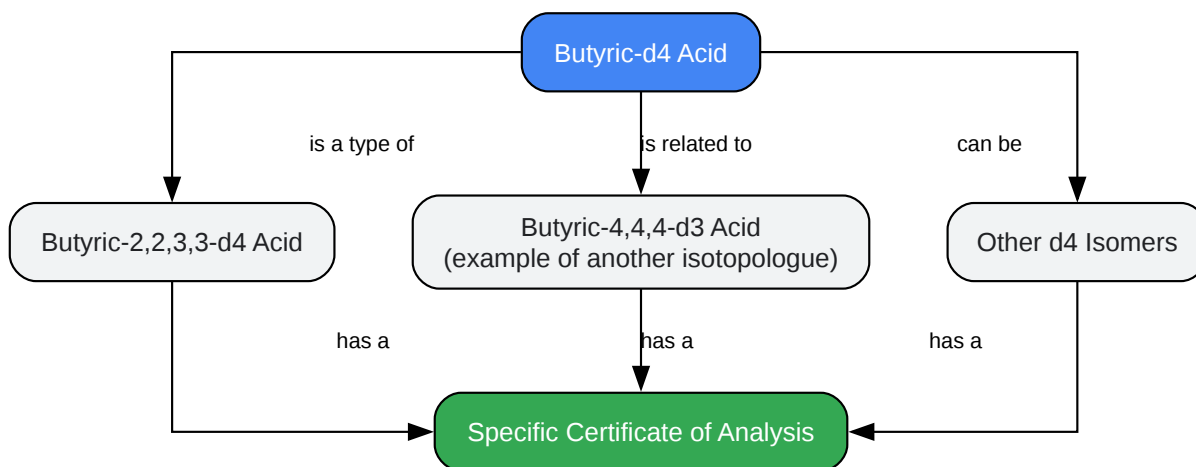 Butyric-d4 Acid
is a type of
is related to
can be
Butyric-2,2,3,3-d4 Acid
Butyric-4,4,4-d3 Acid
(example of another isotopologue)
Other d4 Isomers
has a
has a
has a
Specific Certificate of Analysis